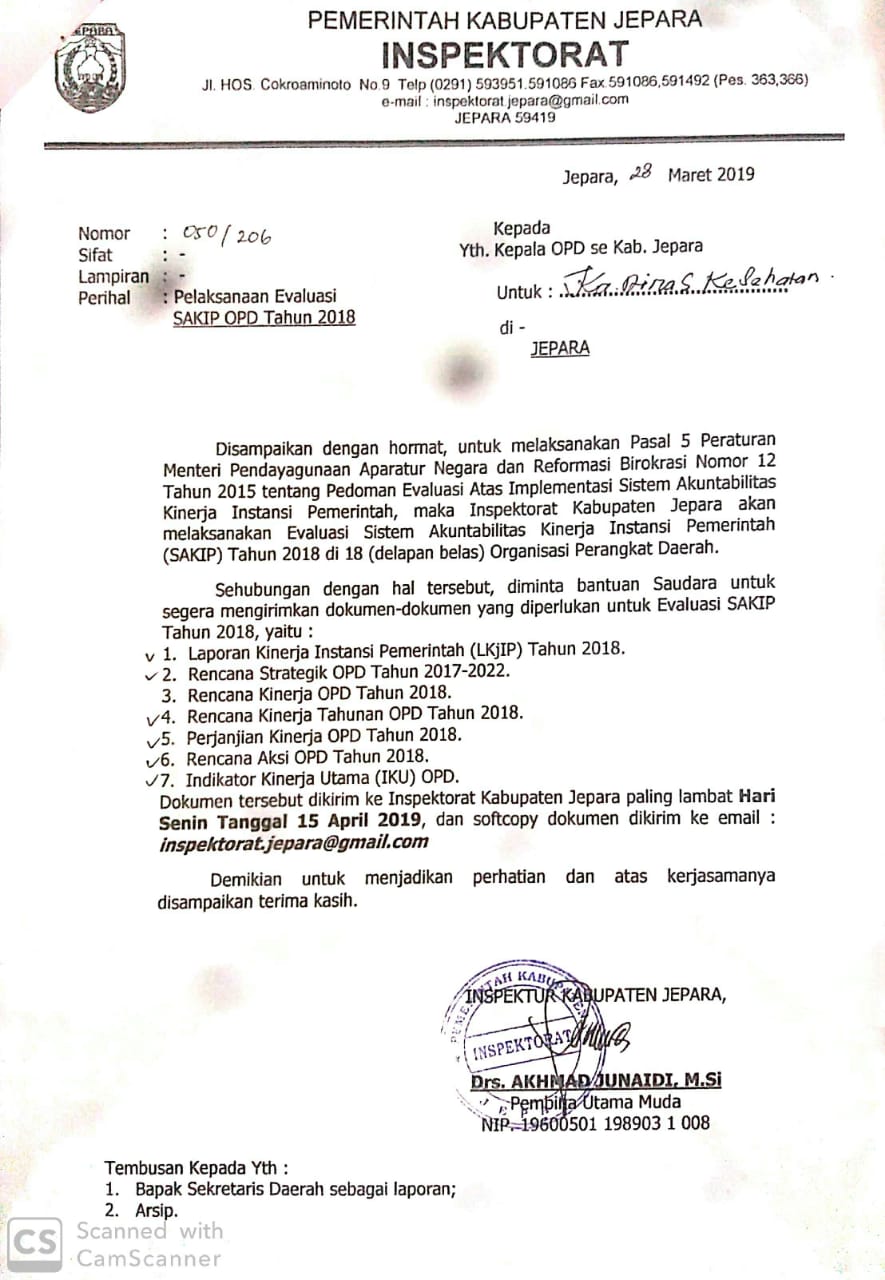 JEPARA
PEMERINTAH KABUPATEN JEPARA
INSPEKTORAT
Jl. HOS. Cokroaminoto No.9 Telp (0291) 593951.591086 Fax.591086,591492 (Pes. 363,366)
e-mail : inspektorat.jepara@gmail.com
JEPARA 59419
Jepara, 28 Maret 2019
Nomor : 050/206
Sifat : -
Lampiran : -
Perihal : Pelaksanaan Evaluasi
SAKIP OPD Tahun 2018
Kepada
Yth. Kepala OPD se Kab. Jepara
Untuk : Ka. Dinas Kesehatan
di -
JEPARA
Disampaikan dengan hormat, untuk melaksanakan Pasal 5 Peraturan
Menteri Pendayagunaan Aparatur Negara dan Reformasi Birokrasi Nomor 12
Tahun 2015 tentang Pedoman Evaluasi Atas Implementasi Sistem Akuntabilitas
Kinerja Instansi Pemerintah, maka Inspektorat Kabupaten Jepara akan
melaksanakan Evaluasi Sistem Akuntabilitas Kinerja Instansi Pemerintah
(SAKIP) Tahun 2018 di 18 (delapan belas) Organisasi Perangkat Daerah.
Sehubungan dengan hal tersebut, diminta bantuan Saudara untuk
segera mengirimkan dokumen-dokumen yang diperlukan untuk Evaluasi SAKIP
Tahun 2018, yaitu :
✓ 1. Laporan Kinerja Instansi Pemerintah (LKjIP) Tahun 2018.
✓ 2. Rencana Strategik OPD Tahun 2017-2022.
3. Rencana Kinerja OPD Tahun 2018.
✓ 4. Rencana Kinerja Tahunan OPD Tahun 2018.
✓ 5. Perjanjian Kinerja OPD Tahun 2018.
✓ 6. Rencana Aksi OPD Tahun 2018.
✓ 7. Indikator Kinerja Utama (IKU) OPD.
Dokumen tersebut dikirim ke Inspektorat Kabupaten Jepara paling lambat Hari
Senin Tanggal 15 April 2019, dan softcopy dokumen dikirim ke email :
inspektorat.jepara@gmail.com
Demikian untuk menjadikan perhatian dan atas kerjasamanya
disampaikan terima kasih.
INSPEKTUR KABUPATEN JEPARA,
PEMERINTAH KABUPATEN
INSPEKTORAT
JEPARA
Drs. AKHMAD JUNAIDI, M.Si
Pembina Utama Muda
NIP. 19600501 198903 1 008
Tembusan Kepada Yth :
1. Bapak Sekretaris Daerah sebagai laporan;
2. Arsip.
CS Scanned with
CamScanner